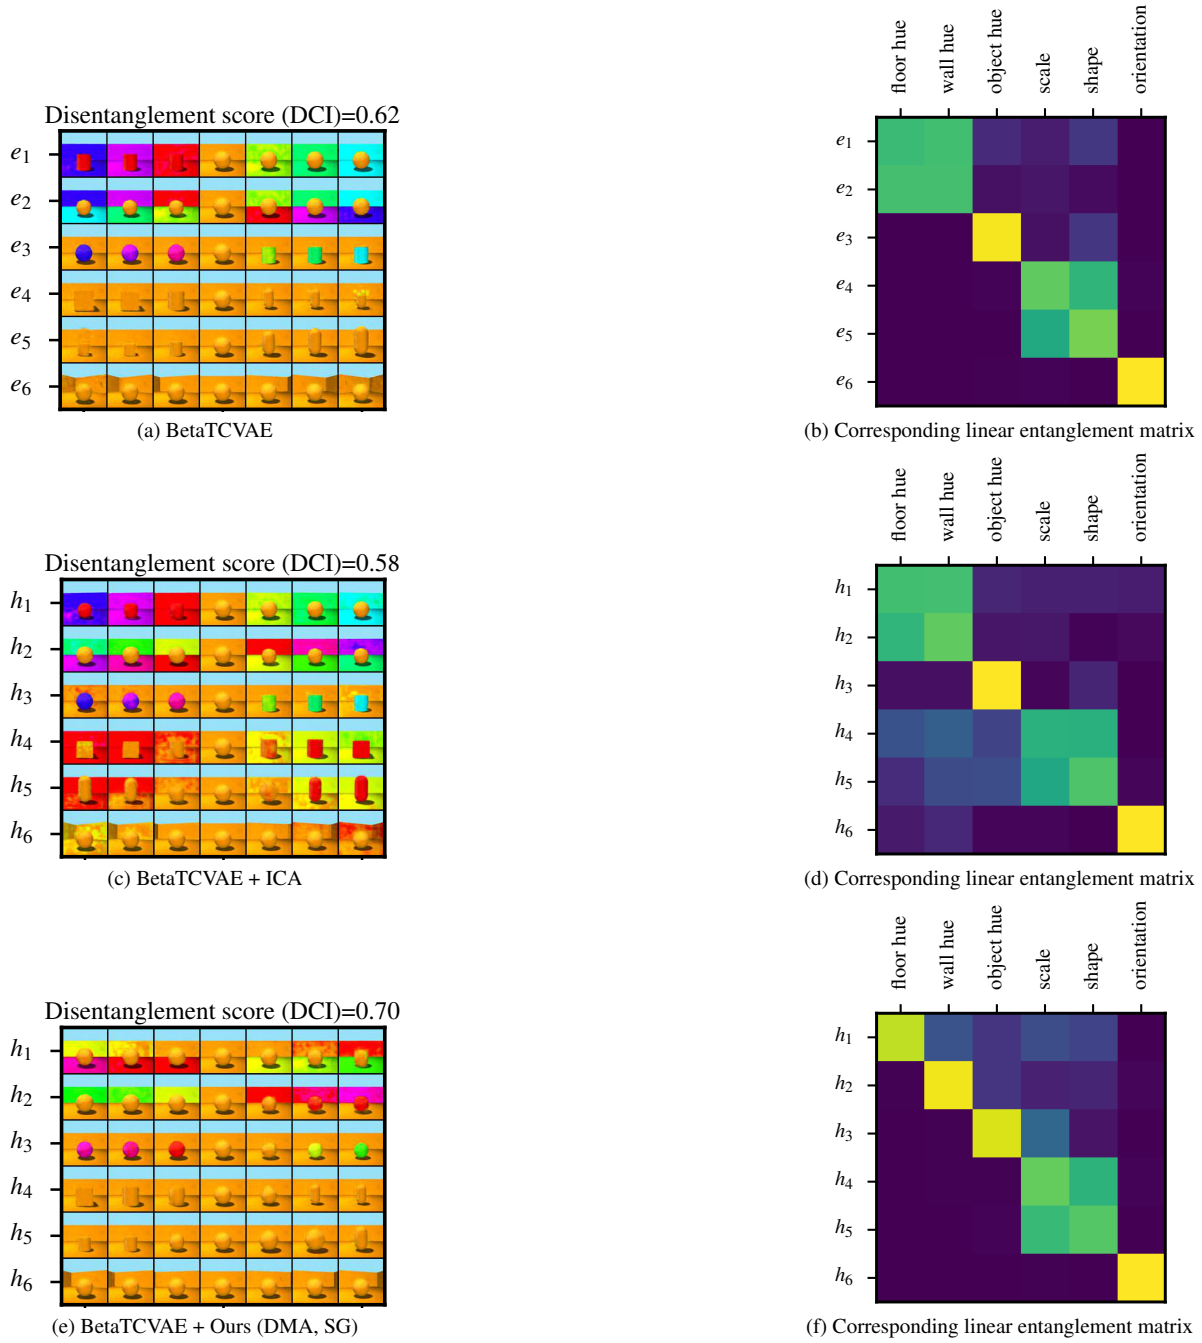 floor hue
wall hue
object hue
scale
shape
orientation
Disentanglement score (DCI)=0.62
e1
e2
e3
e4
e5
e6
e1
e2
e3
e4
e5
e6
(a) BetaTCVAE
(b) Corresponding linear entanglement matrix
floor hue
wall hue
object hue
scale
shape
orientation
Disentanglement score (DCI)=0.58
h1
h2
h3
h4
h5
h6
h1
h2
h3
h4
h5
h6
(c) BetaTCVAE + ICA
(d) Corresponding linear entanglement matrix
floor hue
wall hue
object hue
scale
shape
orientation
Disentanglement score (DCI)=0.70
h1
h2
h3
h4
h5
h6
h1
h2
h3
h4
h5
h6
(e) BetaTCVAE + Ours (DMA, SG)
(f) Corresponding linear entanglement matrix